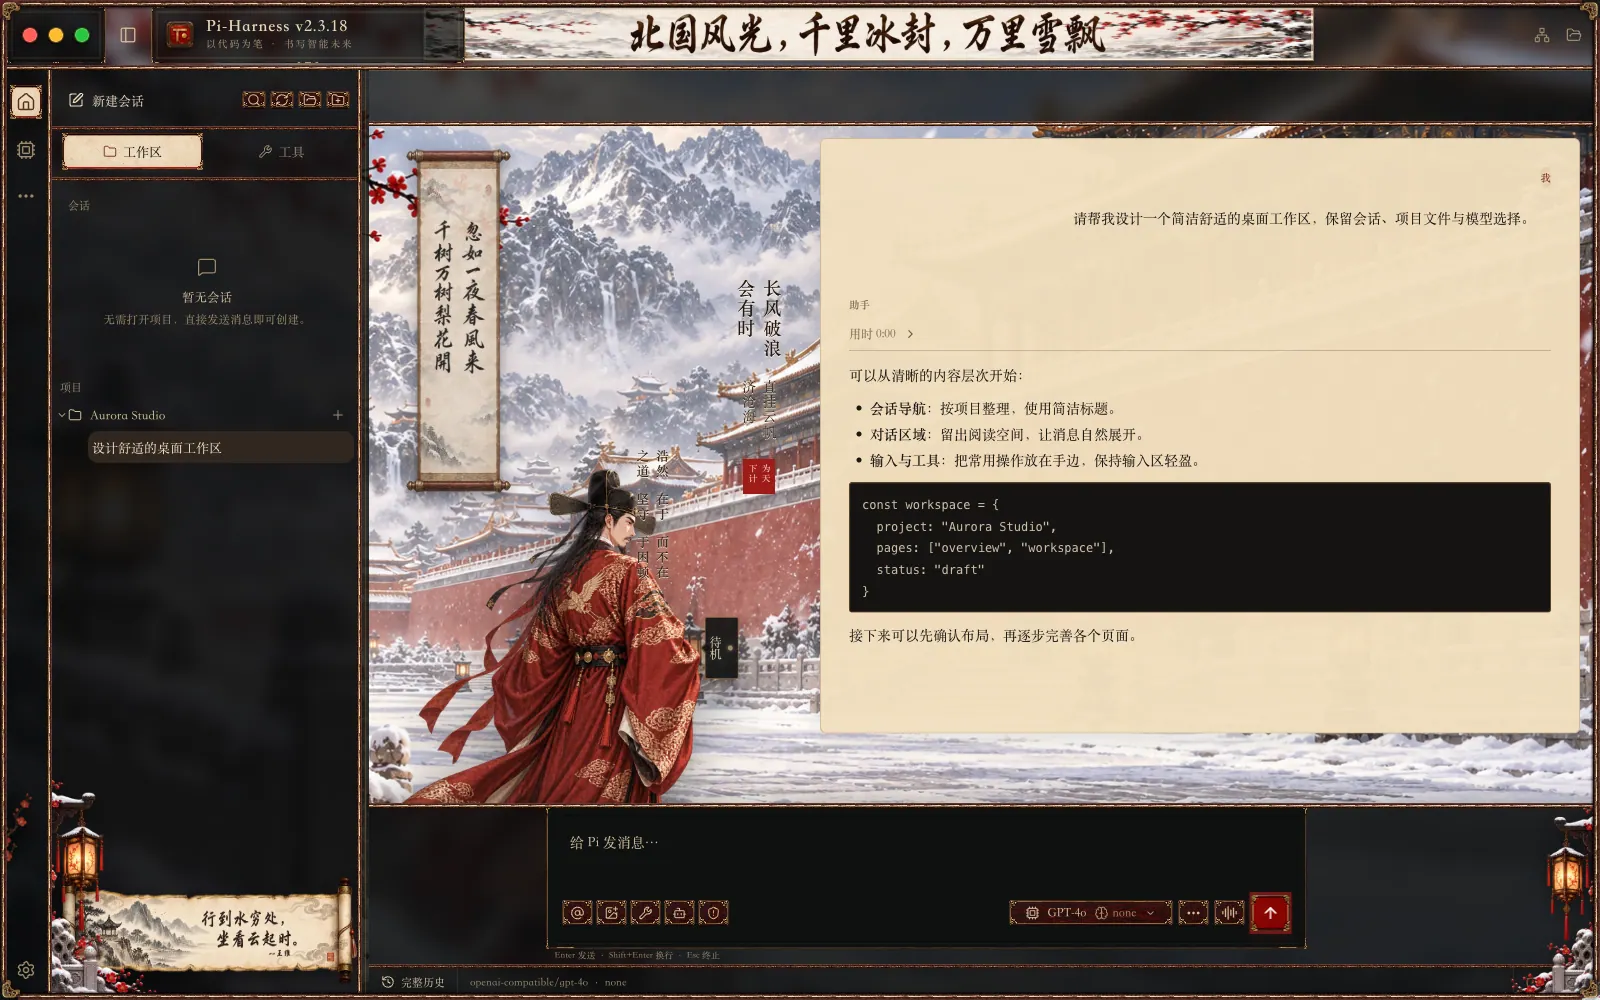 Pi-Harness v2.3.18
以代码为笔 · 书写智能未来
北国风光,千里冰封,万里雪飘
新建会话
工作区
工具
会话
暂无会话
无需打开项目，直接发送消息即可创建。
项目
Aurora Studio
设计舒适的桌面工作区
行到水穷处，
坐看云起时。
--王维
忽如一夜春風来
千树万树梨花開
长风破浪
会有时
直挂云帆
济沧海
为天
下计
浩然 在于 而不在
之道 坚守 于困顿
待机
我
请帮我设计一个简洁舒适的桌面工作区，保留会话、项目文件与模型选择。
助手
用时 0:00
可以从清晰的内容层次开始：
会话导航：按项目整理，使用简洁标题。
对话区域：留出阅读空间，让消息自然展开。
输入与工具：把常用操作放在手边，保持输入区轻盈。
const workspace = {
project: "Aurora Studio",
pages: ["overview", "workspace"],
status: "draft"
}
接下来可以先确认布局，再逐步完善各个页面。
给 Pi 发消息…
GPT-4o none
Enter 发送 · Shift+Enter 换行 · Esc 终止
完整历史
openai-compatible/gpt-4o · none